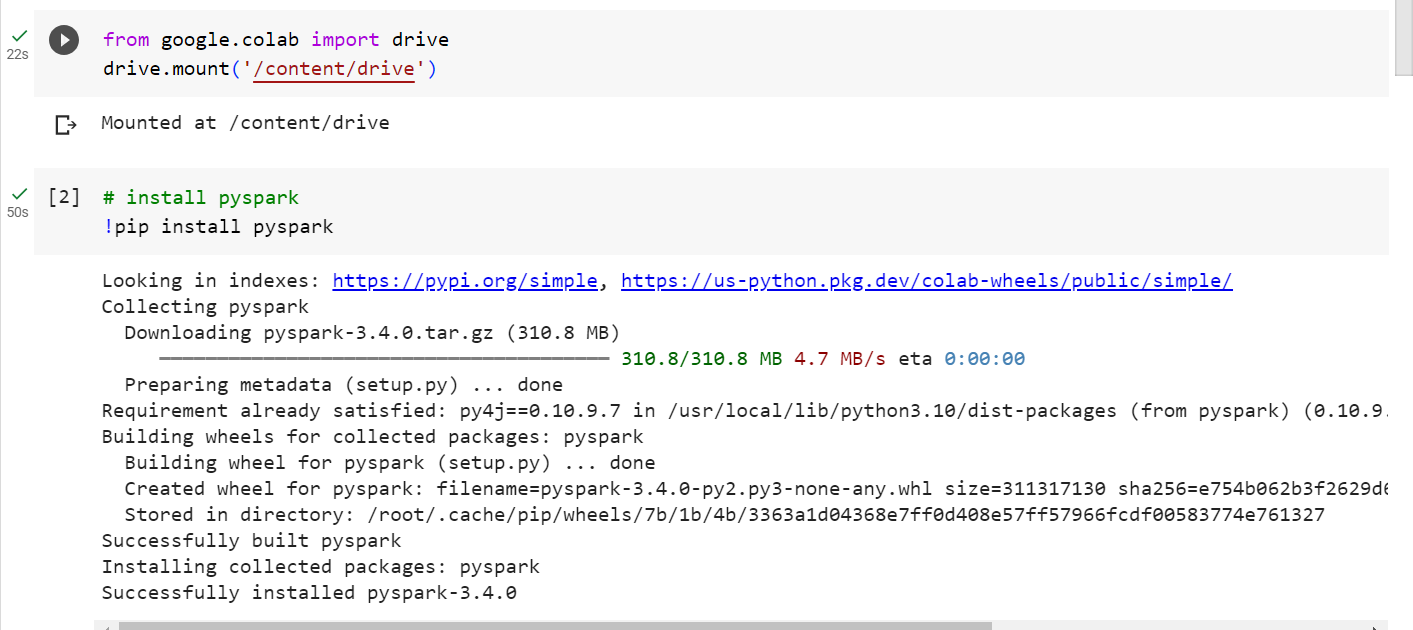 22s
from google.colab import drive
drive.mount('/content/drive')
Mounted at /content/drive
50s
[2]
# install pyspark
!pip install pyspark
Looking in indexes: https://pypi.org/simple, https://us-python.pkg.dev/colab-wheels/public/simple/
Collecting pyspark
Downloading pyspark-3.4.0.tar.gz (310.8 MB)
310.8/310.8 MB 4.7 MB/s eta 0:00:00
Preparing metadata (setup.py) ... done
Requirement already satisfied: py4j==0.10.9.7 in /usr/local/lib/python3.10/dist-packages (from pyspark) (0.10.9.
Building wheels for collected packages: pyspark
Building wheel for pyspark (setup.py) ... done
Created wheel for pyspark: filename=pyspark-3.4.0-py2.py3-none-any.whl size=311317130 sha256=e754b062b3f2629d6
Stored in directory: /root/.cache/pip/wheels/7b/1b/4b/3363a1d04368e7ff0d408e57ff57966fcdf00583774e761327
Successfully built pyspark
Installing collected packages: pyspark
Successfully installed pyspark-3.4.0